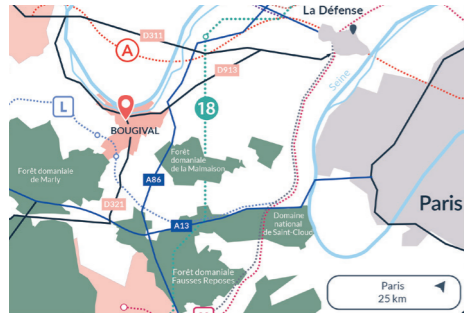 La Défense
D311
A
D913
Seine
L
18
BOUGIVAL
Forêt
domaniale
de la Malmaison
Forêt domaniale
de Marly
A86
Paris
D321
A13
Domaine
national
de Saint-Cloud
Forêt domaniale
Fausses Reposes
Paris
25 km